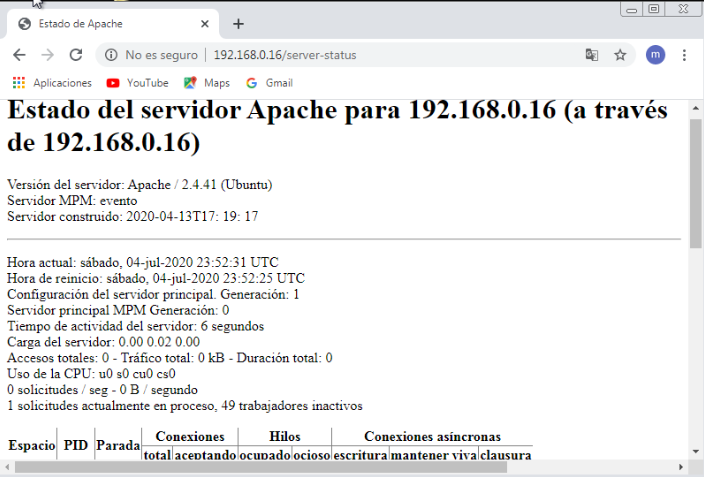 Estado de Apache
No es seguro | 192.168.0.16/server-status
m
Aplicaciones YouTube Maps Gmail
Estado del servidor Apache para 192.168.0.16 (a través
de 192.168.0.16)
Versión del servidor: Apache / 2.4.41 (Ubuntu)
Servidor MPM: evento
Servidor construido: 2020-04-13T17: 19: 17
Hora actual: sábado, 04-jul-2020 23:52:31 UTC
Hora de reinicio: sábado, 04-jul-2020 23:52:25 UTC
Configuración del servidor principal. Generación: 1
Servidor principal MPM Generación: 0
Tiempo de actividad del servidor: 6 segundos
Carga del servidor: 0.00 0.02 0.00
Accesos totales: 0 - Tráfico total: 0 kB - Duración total: 0
Uso de la CPU: u0 s0 cu0 cs0
0 solicitudes / seg - 0 B / segundo
1 solicitudes actualmente en proceso, 49 trabajadores inactivos
Espacio PID Parada Conexiones Hilos Conexiones asíncronas
total aceptando ocupado ocioso escritura mantener viva clausura